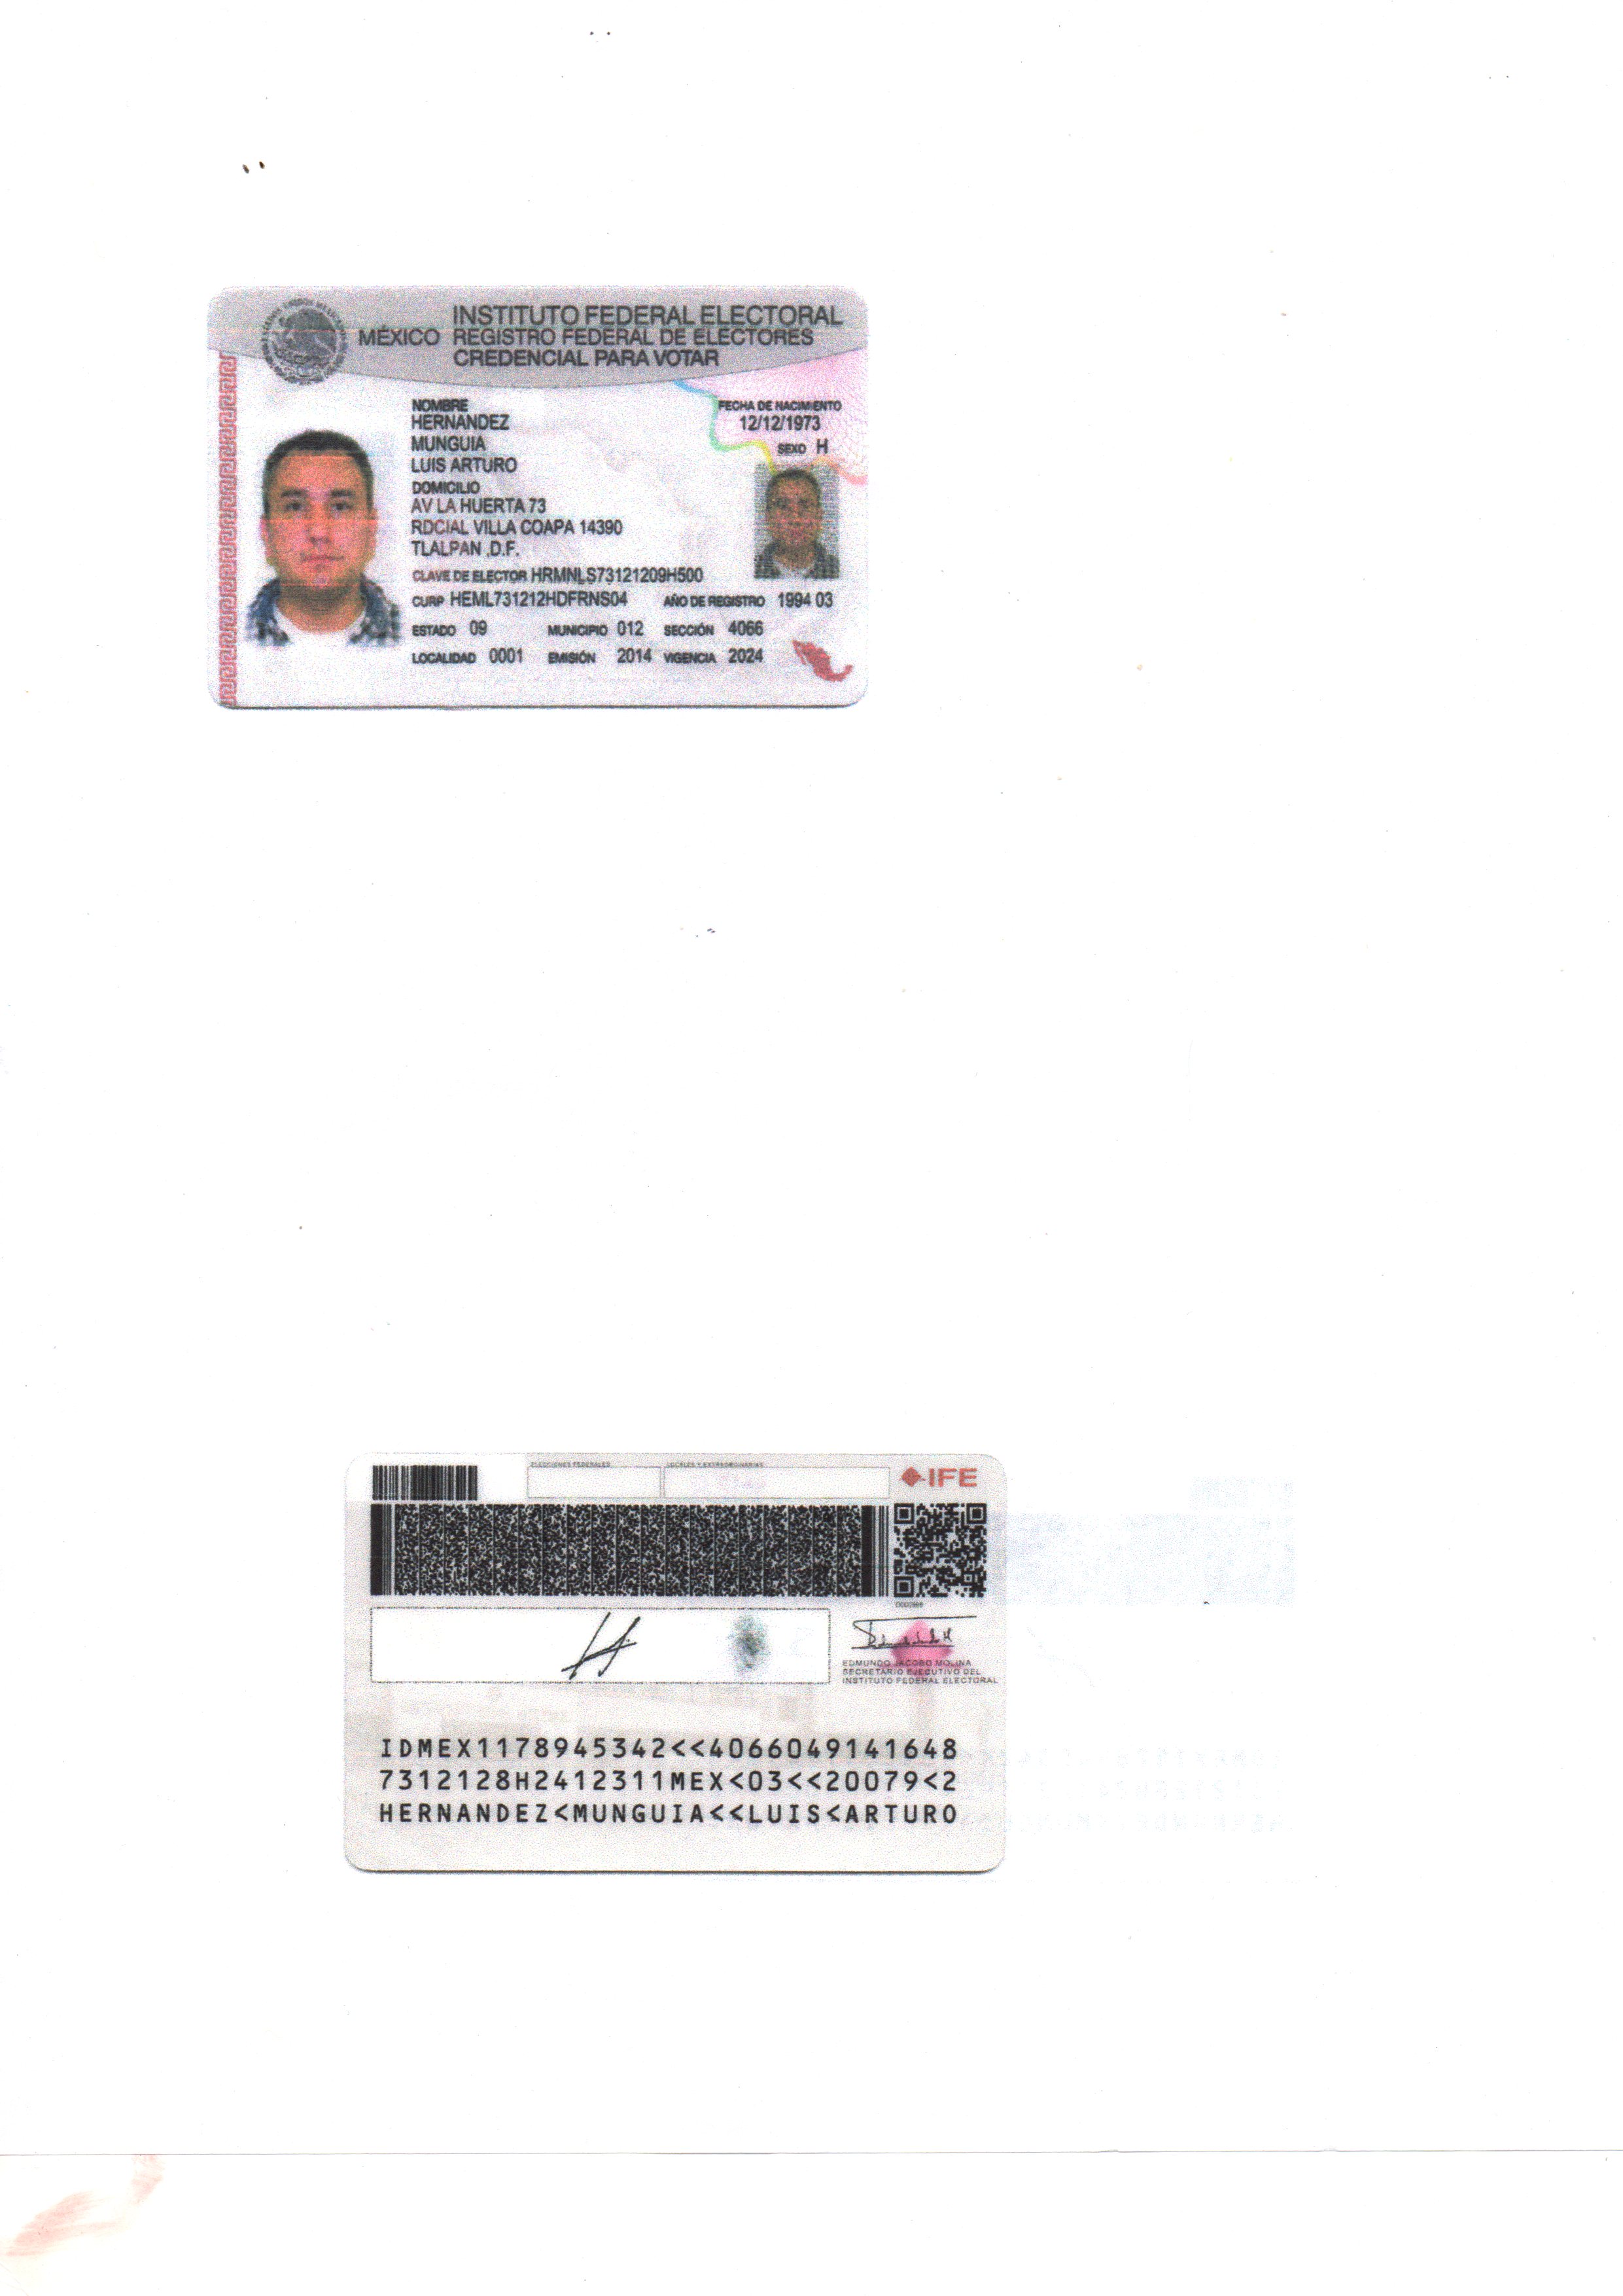 INSTITUTO FEDERAL ELECTORAL
MÉXICO REGISTRO FEDERAL DE ELECTORES
CREDENCIAL PARA VOTAR
NOMBRE
HERNANDEZ
MUNGUIA
LUIS ARTURO
FECHA DE NACIMIENTO
12/12/1973
SEXO H
DOMICILIO
AV LA HUERTA 73
RDCIAL VILLA COAPA 14390
TLALPAN ,D.F.
CLAVE DE ELECTOR HRMNLS73121209H500
CURP HEML731212HDFRNS04 AÑO DE REGISTRO 1994 03
ESTADO 09 MUNICIPIO 012 SECCIÓN 4066
LOCALIDAD 0001 EMISIÓN 2014 VIGENCIA 2024
ELECCIONES FEDERALES LOCALES Y EXTRAORDINARIAS
IFE
EDMUNDO JACOBO MOLINA
SECRETARIO EJECUTIVO DEL
INSTITUTO FEDERAL ELECTORAL
IDMEX1178945342<<4066049141648
7312128H2412311MEX<03<<20079<2
HERNANDEZ<MUNGUIA<<LUIS<ARTURO